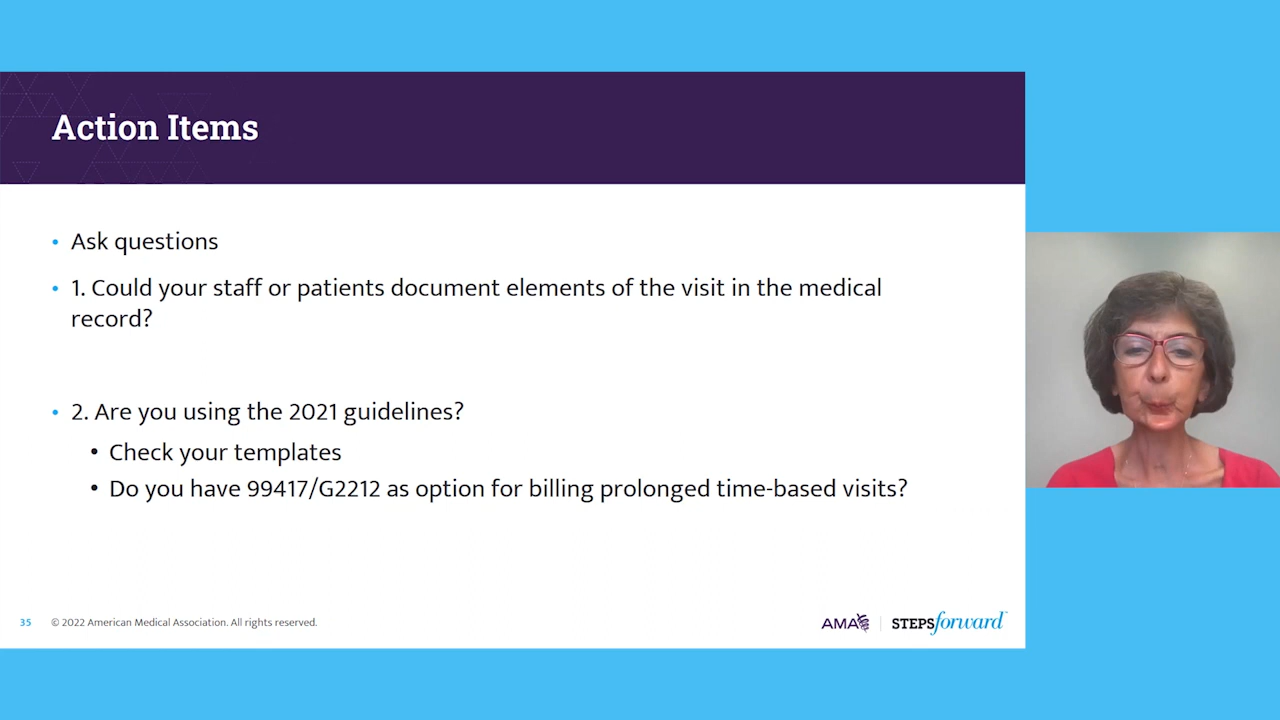 Action Items
• Ask questions
• 1. Could your staff or patients document elements of the visit in the medical
record?
• 2. Are you using the 2021 guidelines?
• Check your templates
• Do you have 99417/G2212 as option for billing prolonged time-based visits?
35 © 2022 American Medical Association. All rights reserved.
AMA STEPSforward™